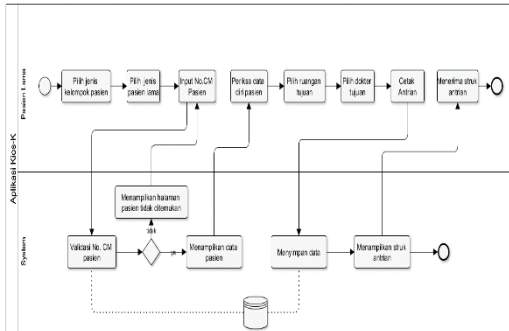 Aplikasi Kios-K
Pasien Lama
Pilih jenis
kelompok pasien
Pilih jenis
pasien lama
Input No.CM
Pasien
Periksa data
diri pasien
Pilih ruangan
tujuan
Pilih dokter
tujuan
Cetak
Antrian
Menerima struk
antrian
System
Menampilkan halaman
pasien tidak ditemukan
tidak
Validasi No. CM
pasien
ya
Menampilkan data
pasien
Menyimpan data
Menampilkan struk
antrian